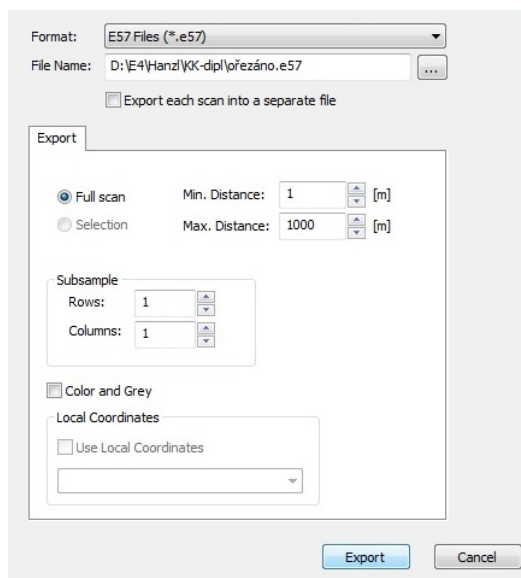 Format: E57 Files (*.e57)
File Name: D:\E4\Hanzl\KK-dipl\ořezáno.e57 ...
Export each scan into a separate file
Export
Full scan Min. Distance: 1 [m]
Selection Max. Distance: 1000 [m]
Subsample
Rows: 1
Columns: 1
Color and Grey
Local Coordinates
Use Local Coordinates
Export Cancel